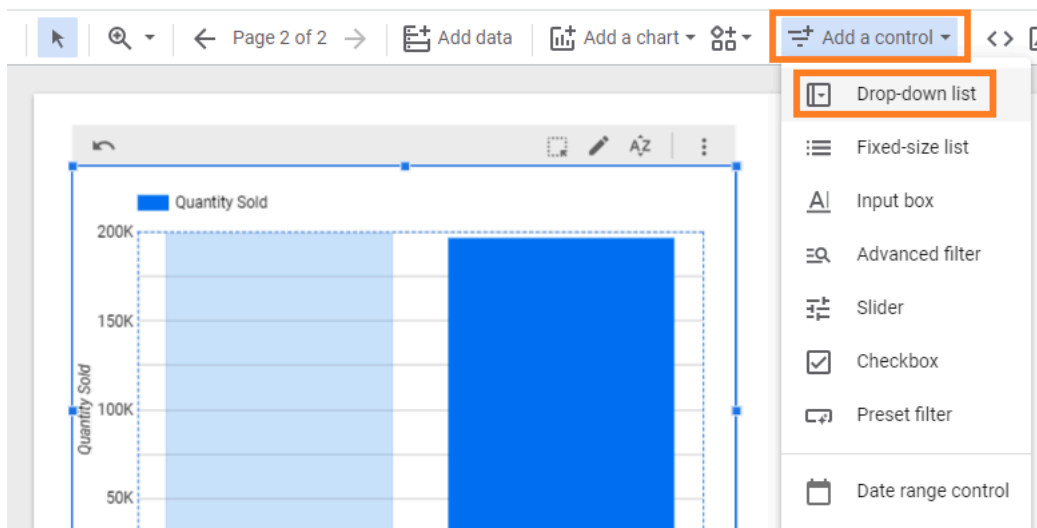 Page 2 of 2 Add data Add a chart Add a control
Drop-down list
Fixed-size list
Input box
Advanced filter
Slider
Checkbox
Preset filter
Date range control
AZ
Quantity Sold
200K
150K
100K
50K
Quantity Sold